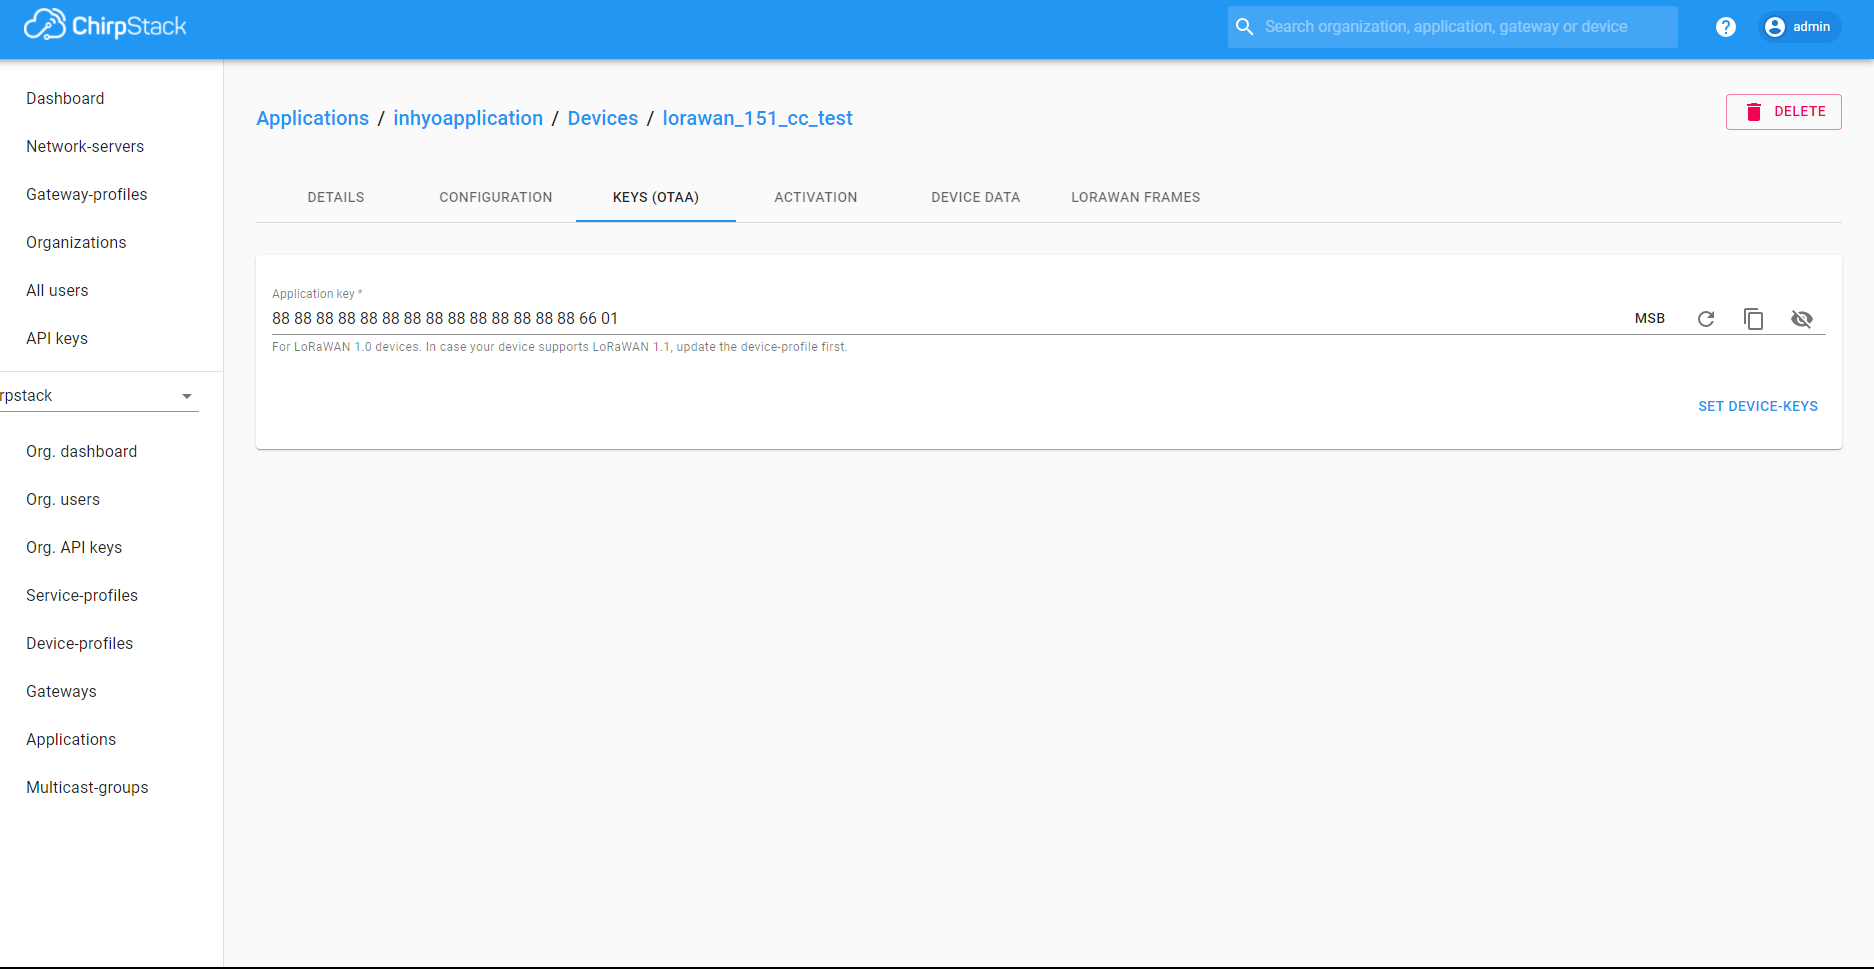 ChirpStack
Search organization, application, gateway or device
? admin
Dashboard
Network-servers
Gateway-profiles
Organizations
All users
API keys
rpstack
Org. dashboard
Org. users
Org. API keys
Service-profiles
Device-profiles
Gateways
Applications
Multicast-groups
Applications / inhyoapplication / Devices / lorawan_151_cc_test
DELETE
DETAILS CONFIGURATION KEYS (OTAA) ACTIVATION DEVICE DATA LORAWAN FRAMES
Application key *
88 88 88 88 88 88 88 88 88 88 88 88 88 88 66 01 MSB
For LoRaWAN 1.0 devices. In case your device supports LoRaWAN 1.1, update the device-profile first.
SET DEVICE-KEYS